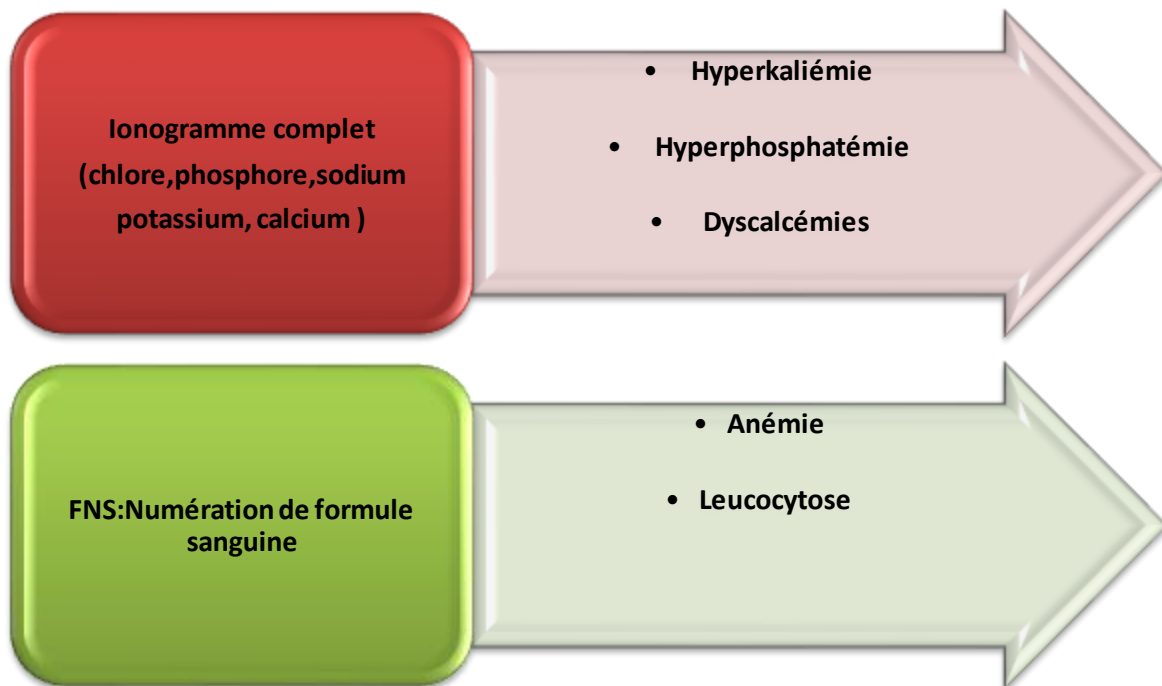 Ionogramme complet
(chlore,phosphore,sodium
potassium, calcium )
• Hyperkaliémie
• Hyperphosphatémie
• Dyscalcémies
FNS:Numération de formule
sanguine
• Anémie
• Leucocytose